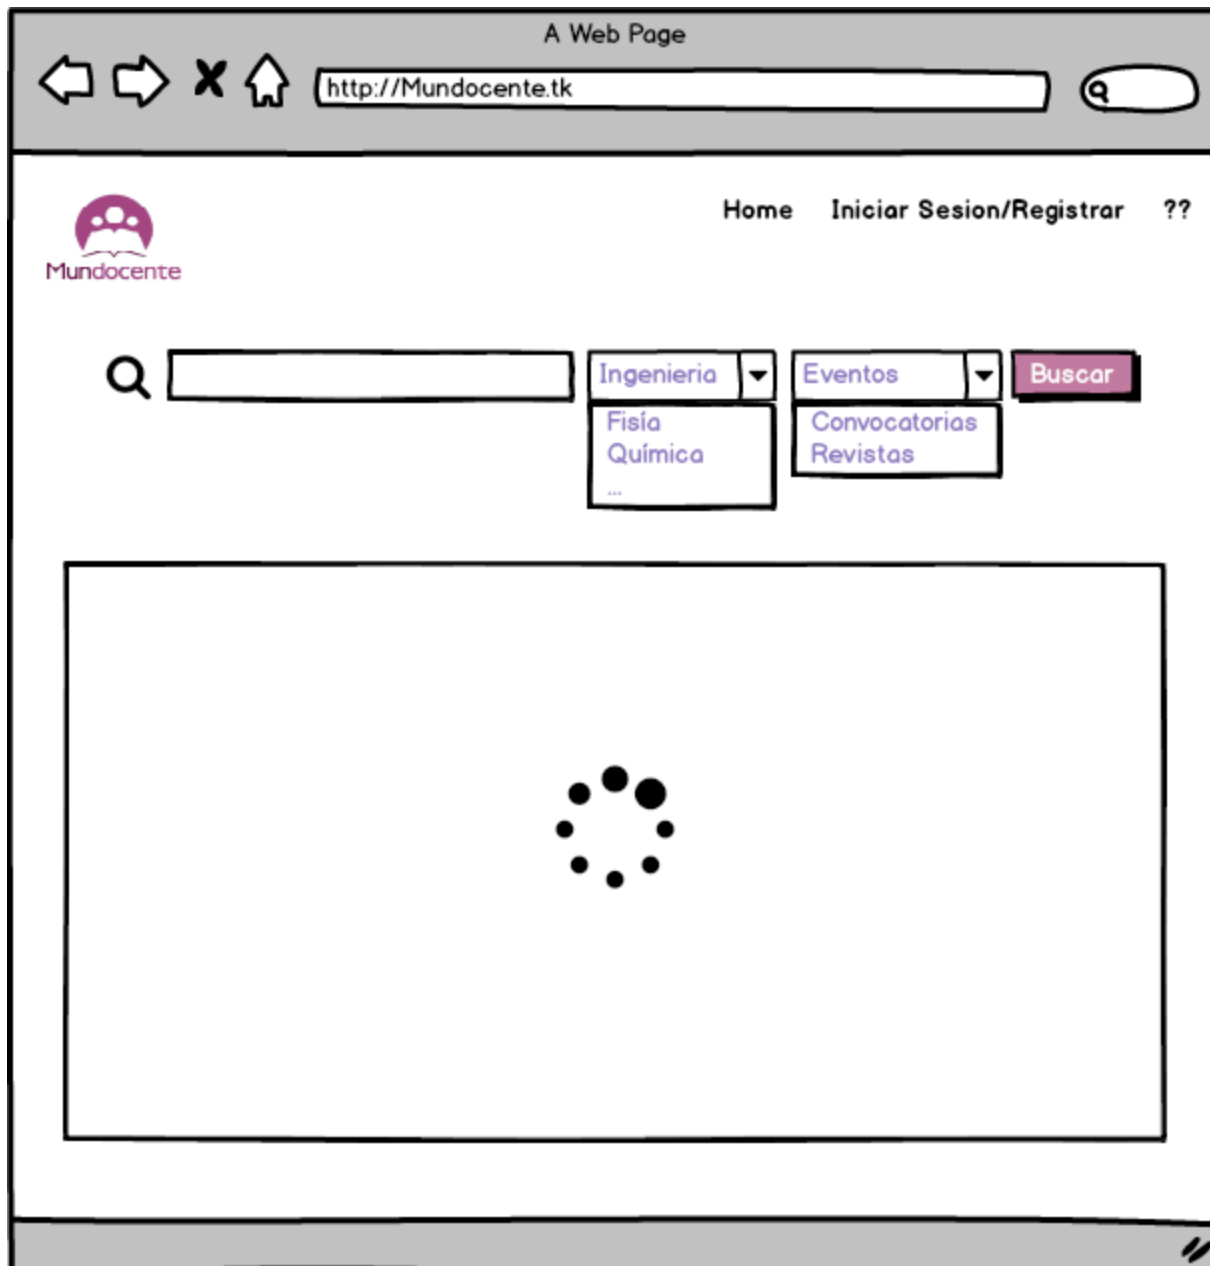 A Web Page
http://Mundocente.tk
Home Iniciar Sesion/Registrar ??
Mundocente
Ingenieria Eventos Buscar
Fisía Convocatorias
Química Revistas
...